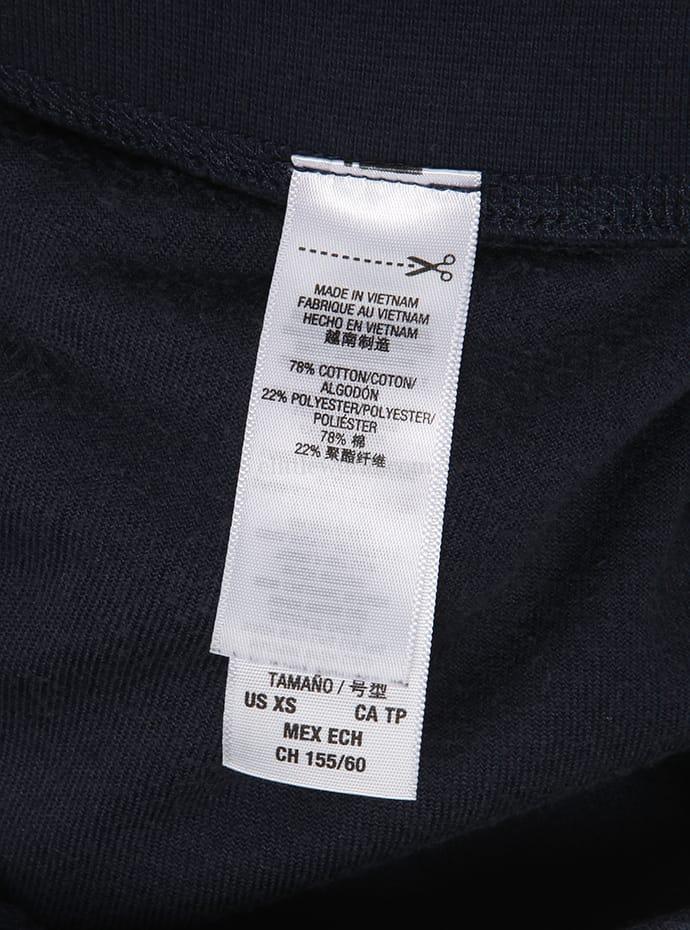 MADE IN VIETNAM
FABRIQUE AU VIETNAM
HECHO EN VIETNAM
越南制造
78% COTTON/COTON/
ALGODÓN
22% POLYESTER/POLYESTER/
POLIÉSTER
78% 棉
22% 聚酯纤维
TAMAÑO / 号型
US XS CA TP
MEX ECH
CH 155/60